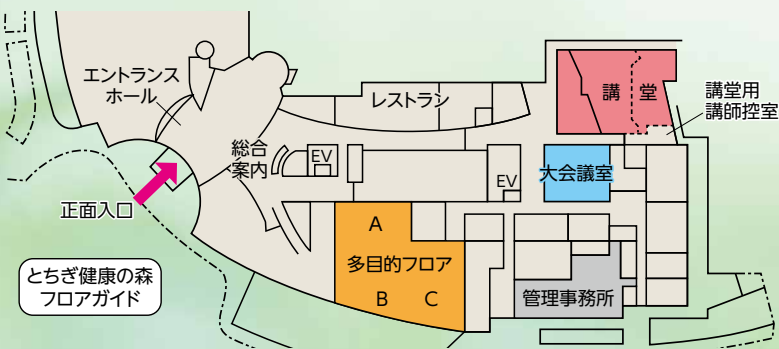 エントランス
ホール
レストラン
講堂
講堂用
講師控室
総合
案内
EV
EV
大会議室
正面入口
A
多目的フロア
B
C
管理事務所
とちぎ健康の森
フロアガイド